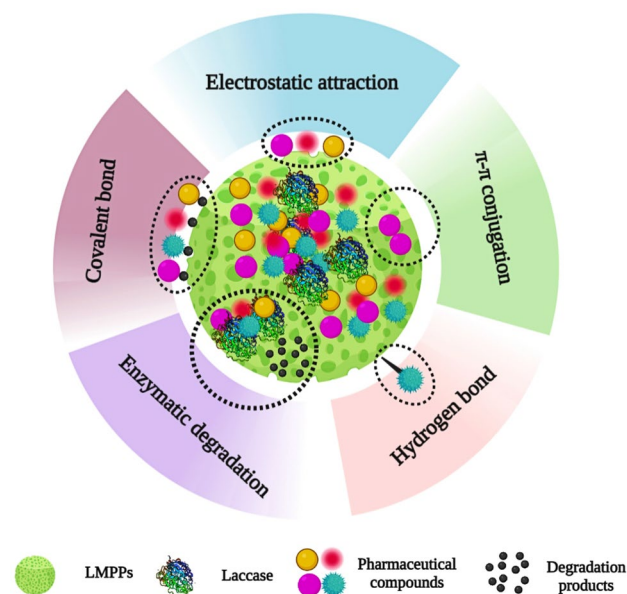 Electrostatic attraction
π-π conjugation
Covalent bond
Enzymatic degradation
Hydrogen bond
LMPPs
Laccase
Pharmaceutical
compounds
Degradation
products